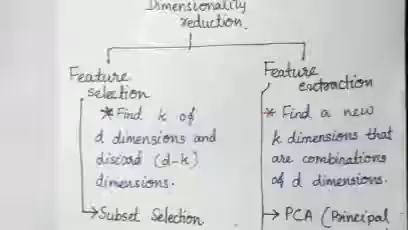 Dimensionality
reduction.
Feature
selection
* Find k of
d dimensions and
discard (d-k)
dimensions.
→ Subset Selection
Feature
extraction
* Find a new
k dimensions that
are combinations
of d dimensions.
→ PCA (Principal